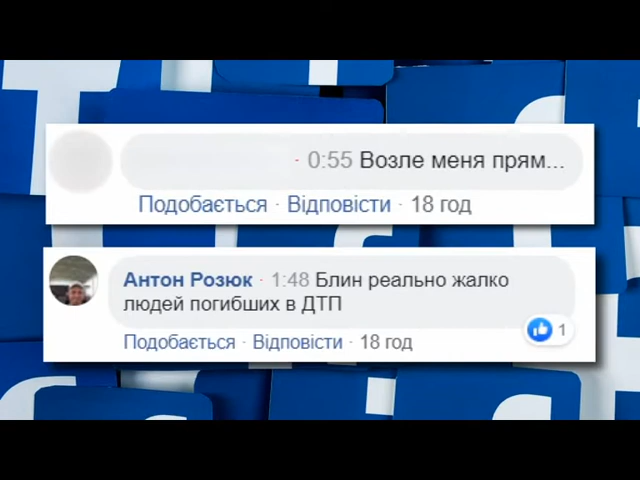 · 0:55 Возле меня прям...
Подобається · Відповісти · 18 год
Антон Розюк · 1:48 Блин реально жалко
людей погибших в ДТП
1
Подобається · Відповісти · 18 год